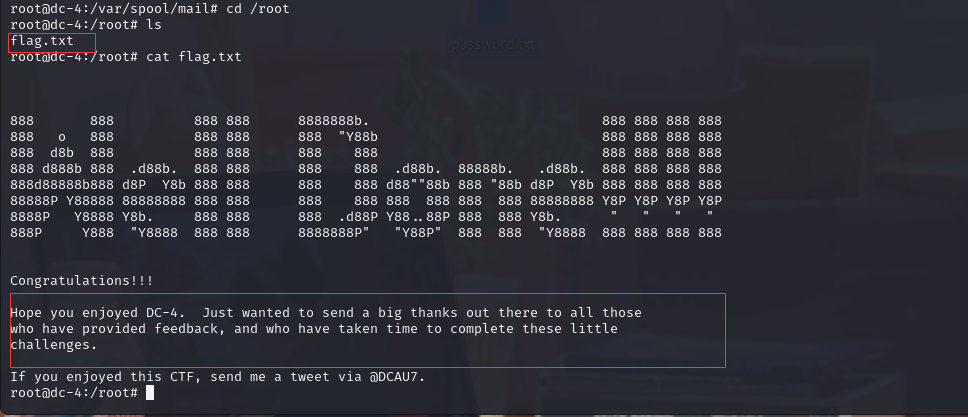 root@dc-4:/var/spool/mail# cd /root
root@dc-4:/root# ls
flag.txt
root@dc-4:/root# cat flag.txt
888       888          888 888      8888888b.                             888 888 888 888
888   o   888          888 888      888  "Y88b                            888 888 888 888
888  d8b  888          888 888      888    888                            888 888 888 888
888 d888b 888  .d88b.  888 888      888    888  .d88b.  88888b.   .d88b.  888 888 888 888
888d88888b888 d8P  Y8b 888 888      888    888 d88""88b 888 "88b d8P  Y8b 888 888 888 888
88888P Y88888 88888888 888 888      888    888 888  888 888  888 88888888 Y8P Y8P Y8P Y8P
8888P   Y8888 Y8b.     888 888      888  .d88P Y88..88P 888  888 Y8b.      "   "   "   "
888P     Y888  "Y8888  888 888      8888888P"   "Y88P"  888  888  "Y8888  888 888 888 888
Congratulations!!!
Hope you enjoyed DC-4.  Just wanted to send a big thanks out there to all those
who have provided feedback, and who have taken time to complete these little
challenges.
If you enjoyed this CTF, send me a tweet via @DCAU7.
root@dc-4:/root#